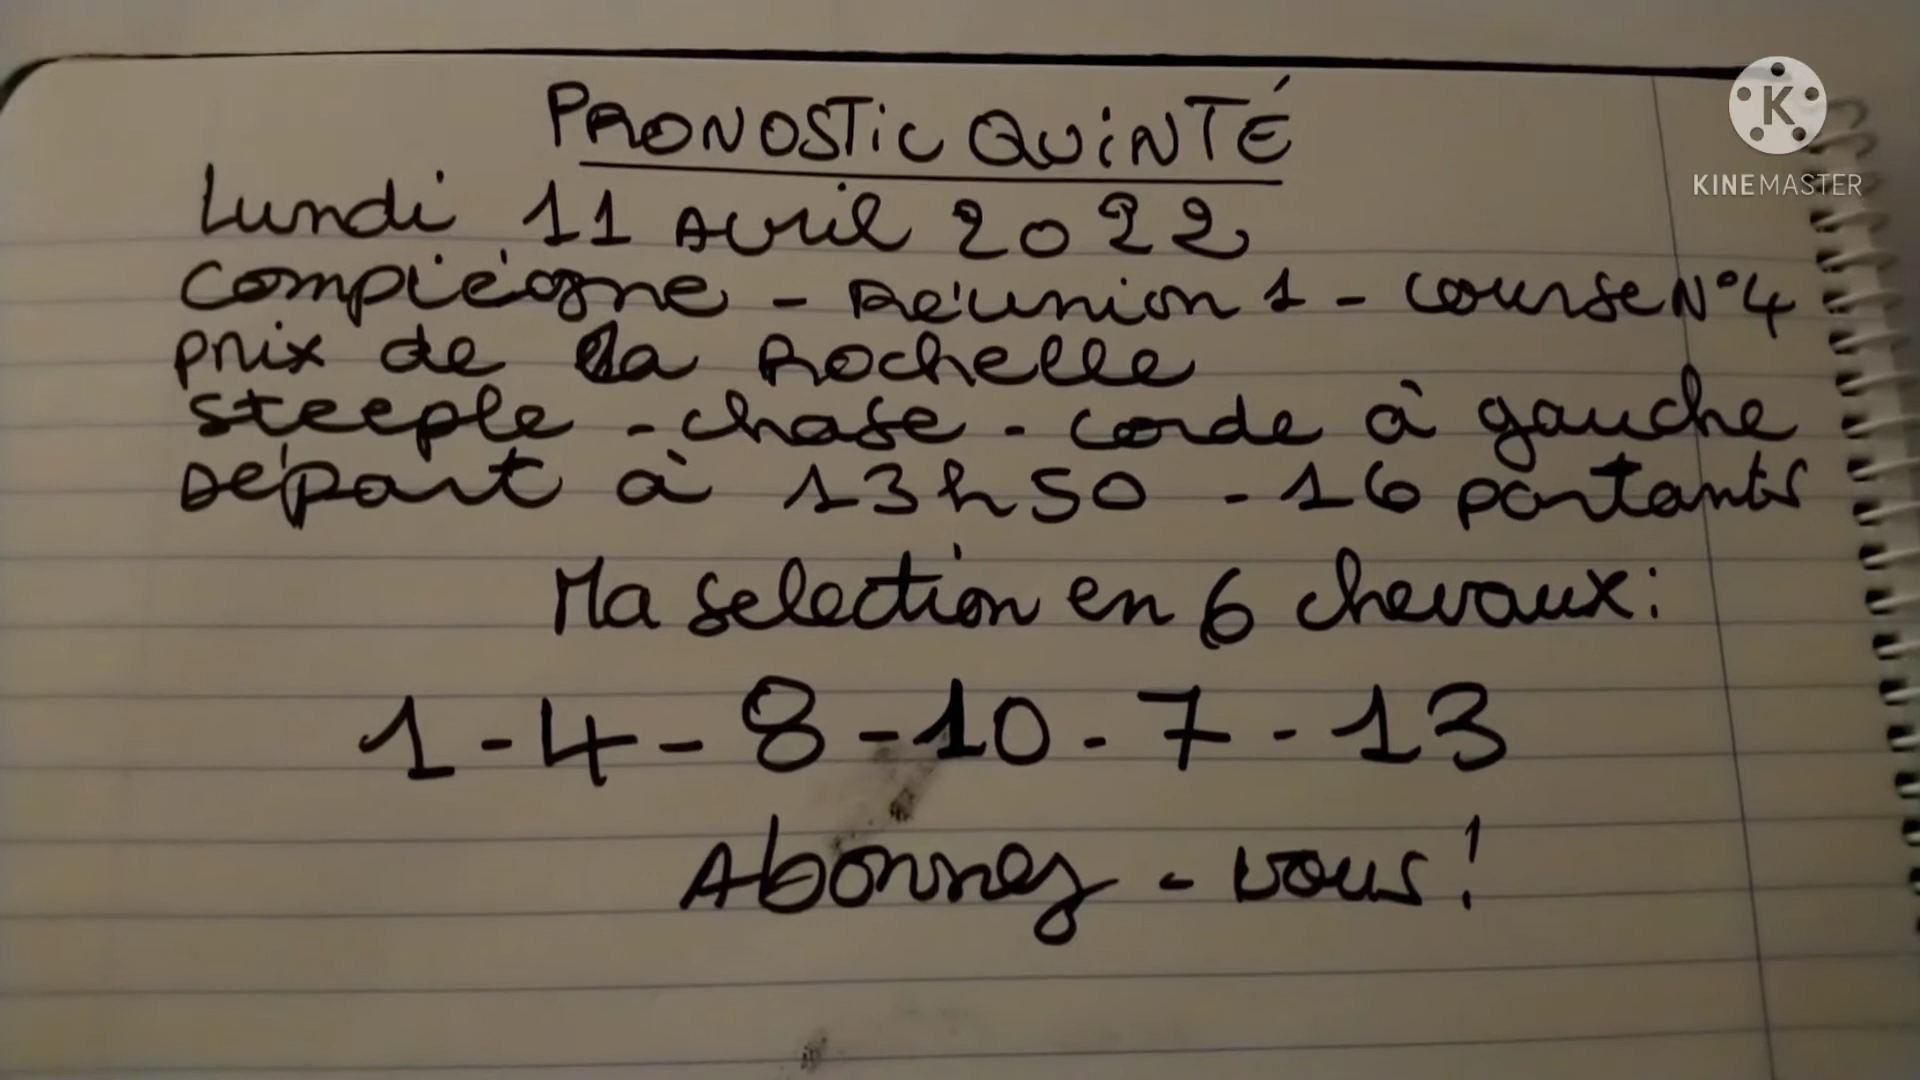 PRONOSTIC QUINTÉ
Lundi 11 Avril 2022
Compiégne - Réunion 1 - course N°4
prix de la Rochelle
steeple - chase - corde à gauche
Départ à 13h50 - 16 partants
Ma selection en 6 chevaux :
1 - 4 - 8 - 10 - 7 - 13
Abonnez - vous !
K
KINEMASTER